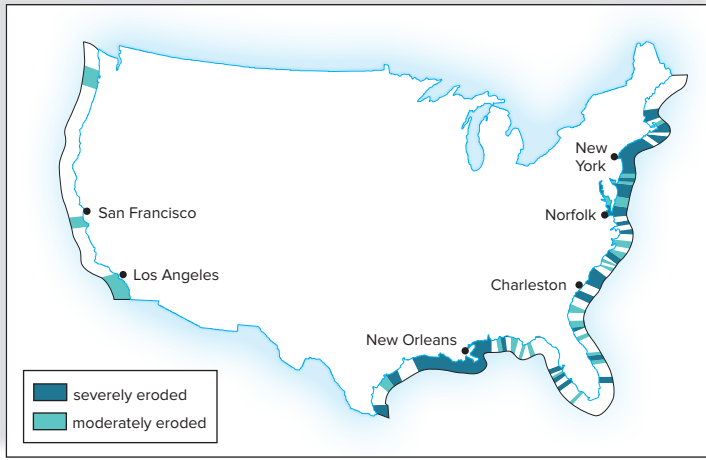 New
York
San Francisco
Norfolk
Los Angeles
Charleston
New Orleans
severely eroded
moderately eroded